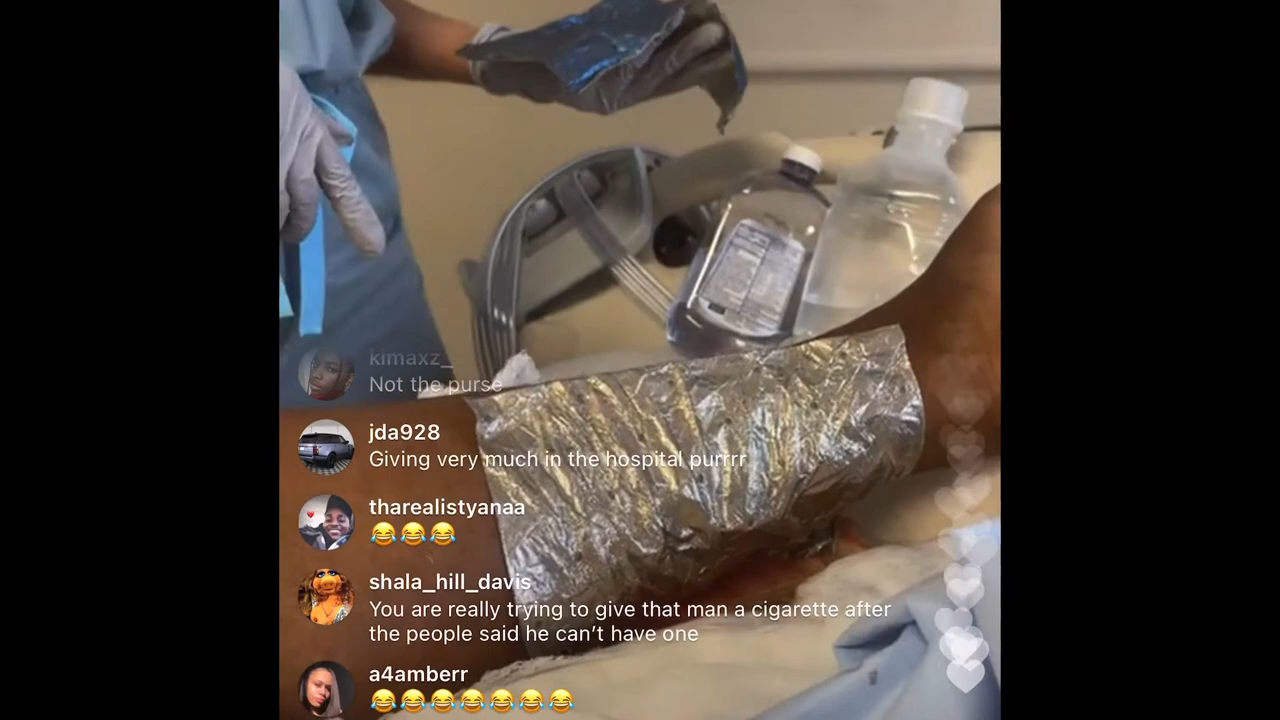 kimaxz_
Not the purse
jda928
Giving very much in the hospital purrrr
tharealistyanaa
😂😂😂
shala_hill_davis
You are really trying to give that man a cigarette after
the people said he can't have one
a4amberr
😂😂😂😂😂😂😂